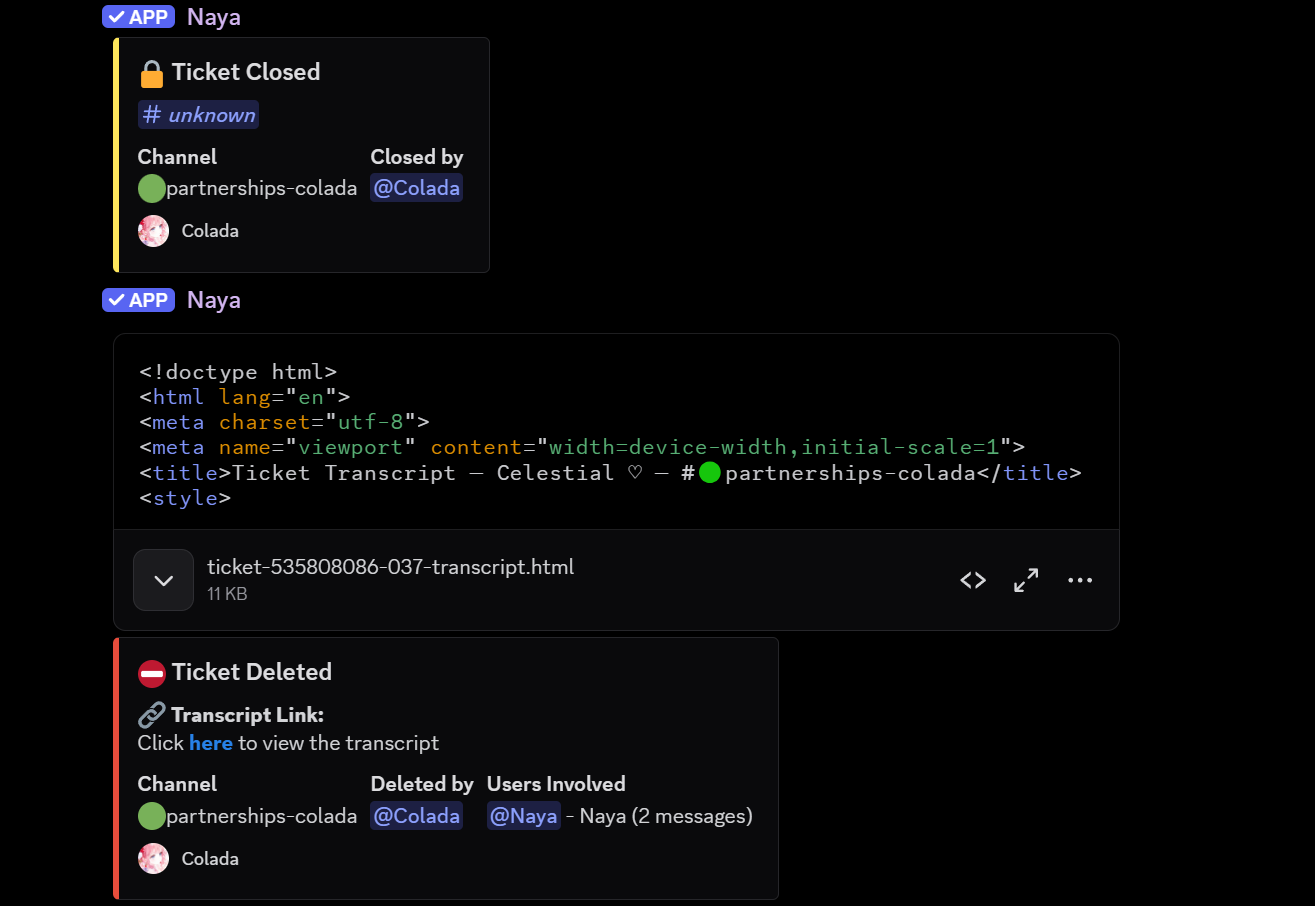 APP Naya
🔒 Ticket Closed
# unknown
Channel Closed by
🟢partnerships-colada @Colada
Colada
APP Naya
<!doctype html>
<html lang="en">
<meta charset="utf-8">
<meta name="viewport" content="width=device-width,initial-scale=1">
<title>Ticket Transcript — Celestial ♡ — #🟢partnerships-colada</title>
<style>
ticket-535808086-037-transcript.html
11 KB
⛔ Ticket Deleted
🔗 Transcript Link:
Click here to view the transcript
Channel Deleted by Users Involved
🟢partnerships-colada @Colada @Naya - Naya (2 messages)
Colada